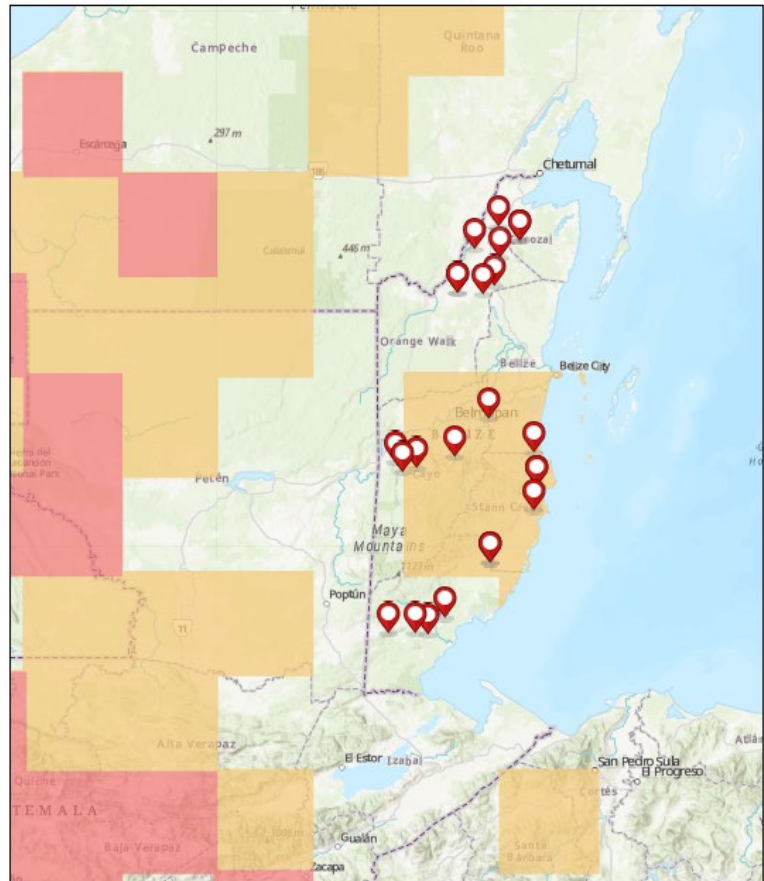 Campeche
Quintana
Roo
297 m
Escárcega
186
Chetumal
446 m
Calakmul
Orange Walk
Belize
Belize City
Belmopan
Cayo
Petén
Stann Creek
Maya
Mountains
Poptún
11
Alta Verapaz
El Estor
Izabal
San Pedro Sula
El Progreso
Quiché
Cortés
TEMALA
Baja Verapaz
Santa
Bárbara
Gualán
Zacapa